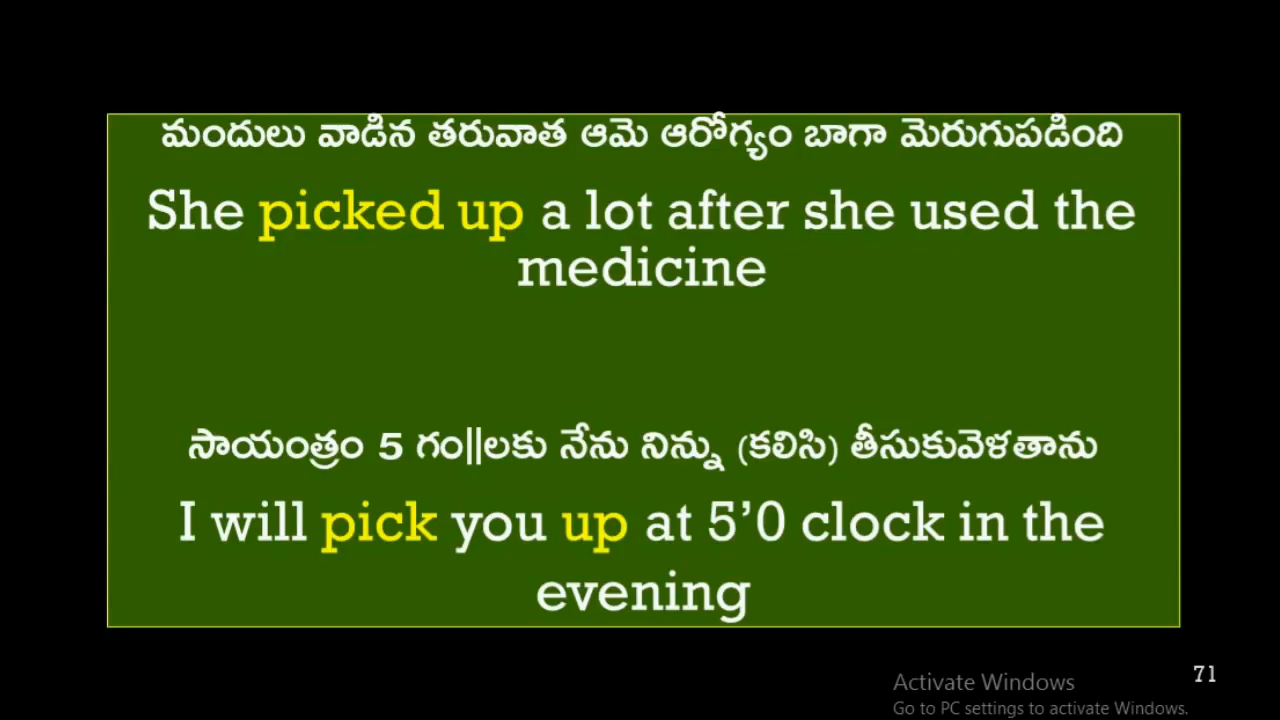 మందులు వాడిన తరువాత ఆమె ఆరోగ్యం బాగా మెరుగుపడింది
She picked up a lot after she used the
medicine
సాయంత్రం 5 గం||లకు నేను నిన్ను (కలిసి) తీసుకువెళతాను
I will pick you up at 5’0 clock in the
evening
71
Activate Windows
Go to PC settings to activate Windows.